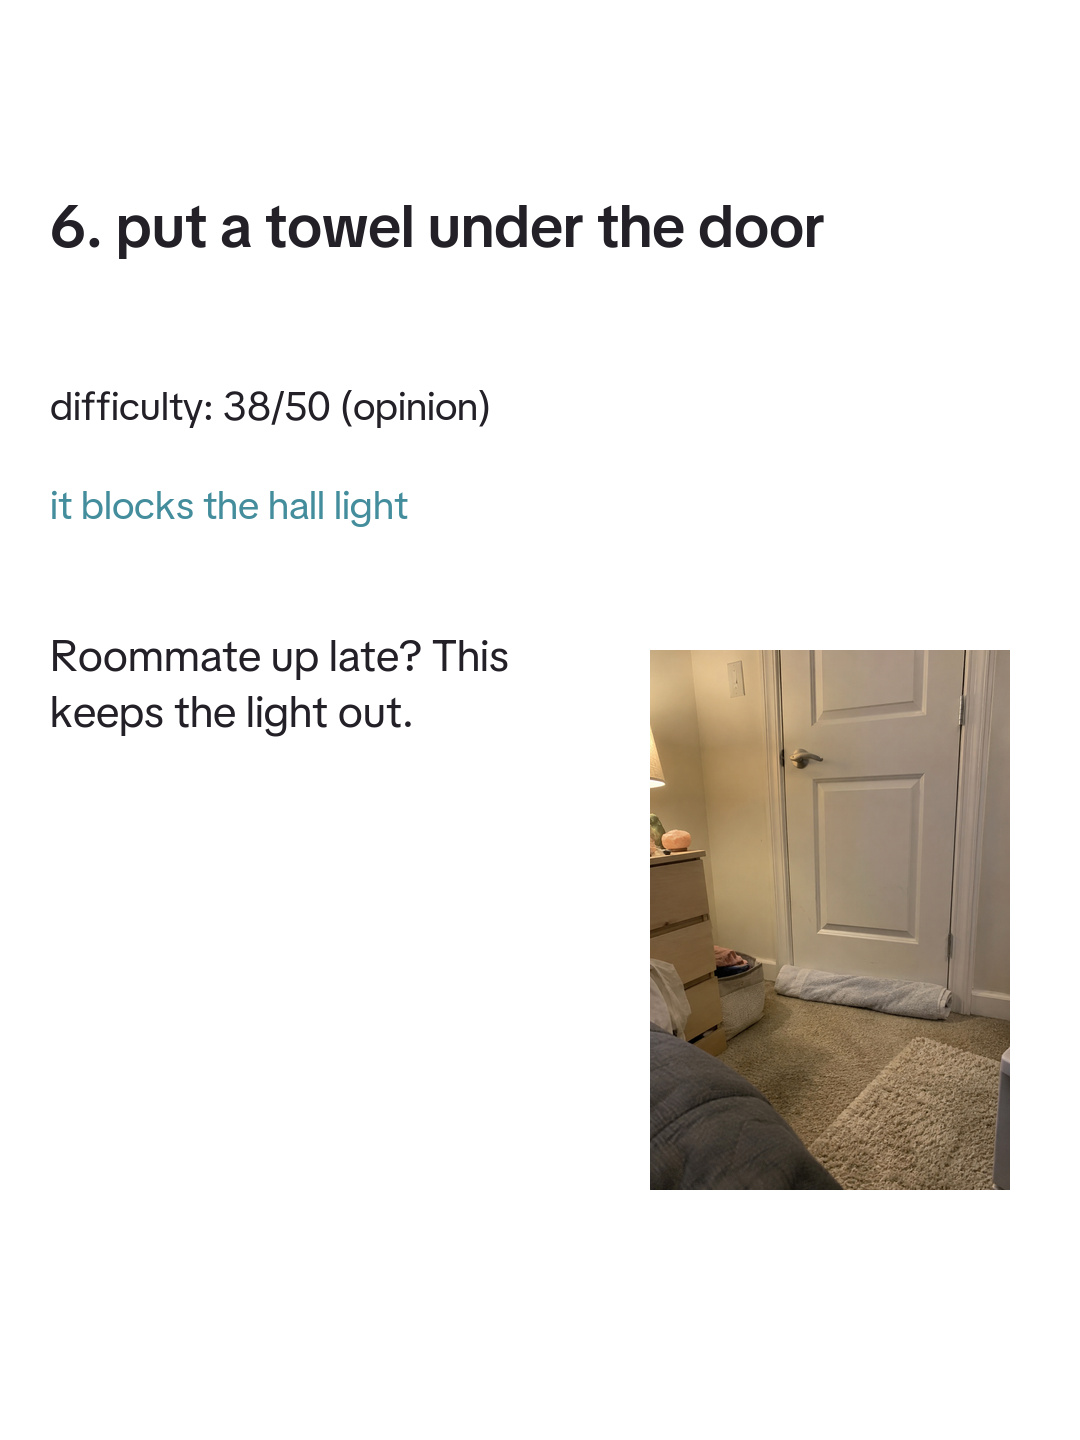 6. put a towel under the door
difficulty: 38/50 (opinion)
it blocks the hall light
Roommate up late? This
keeps the light out.